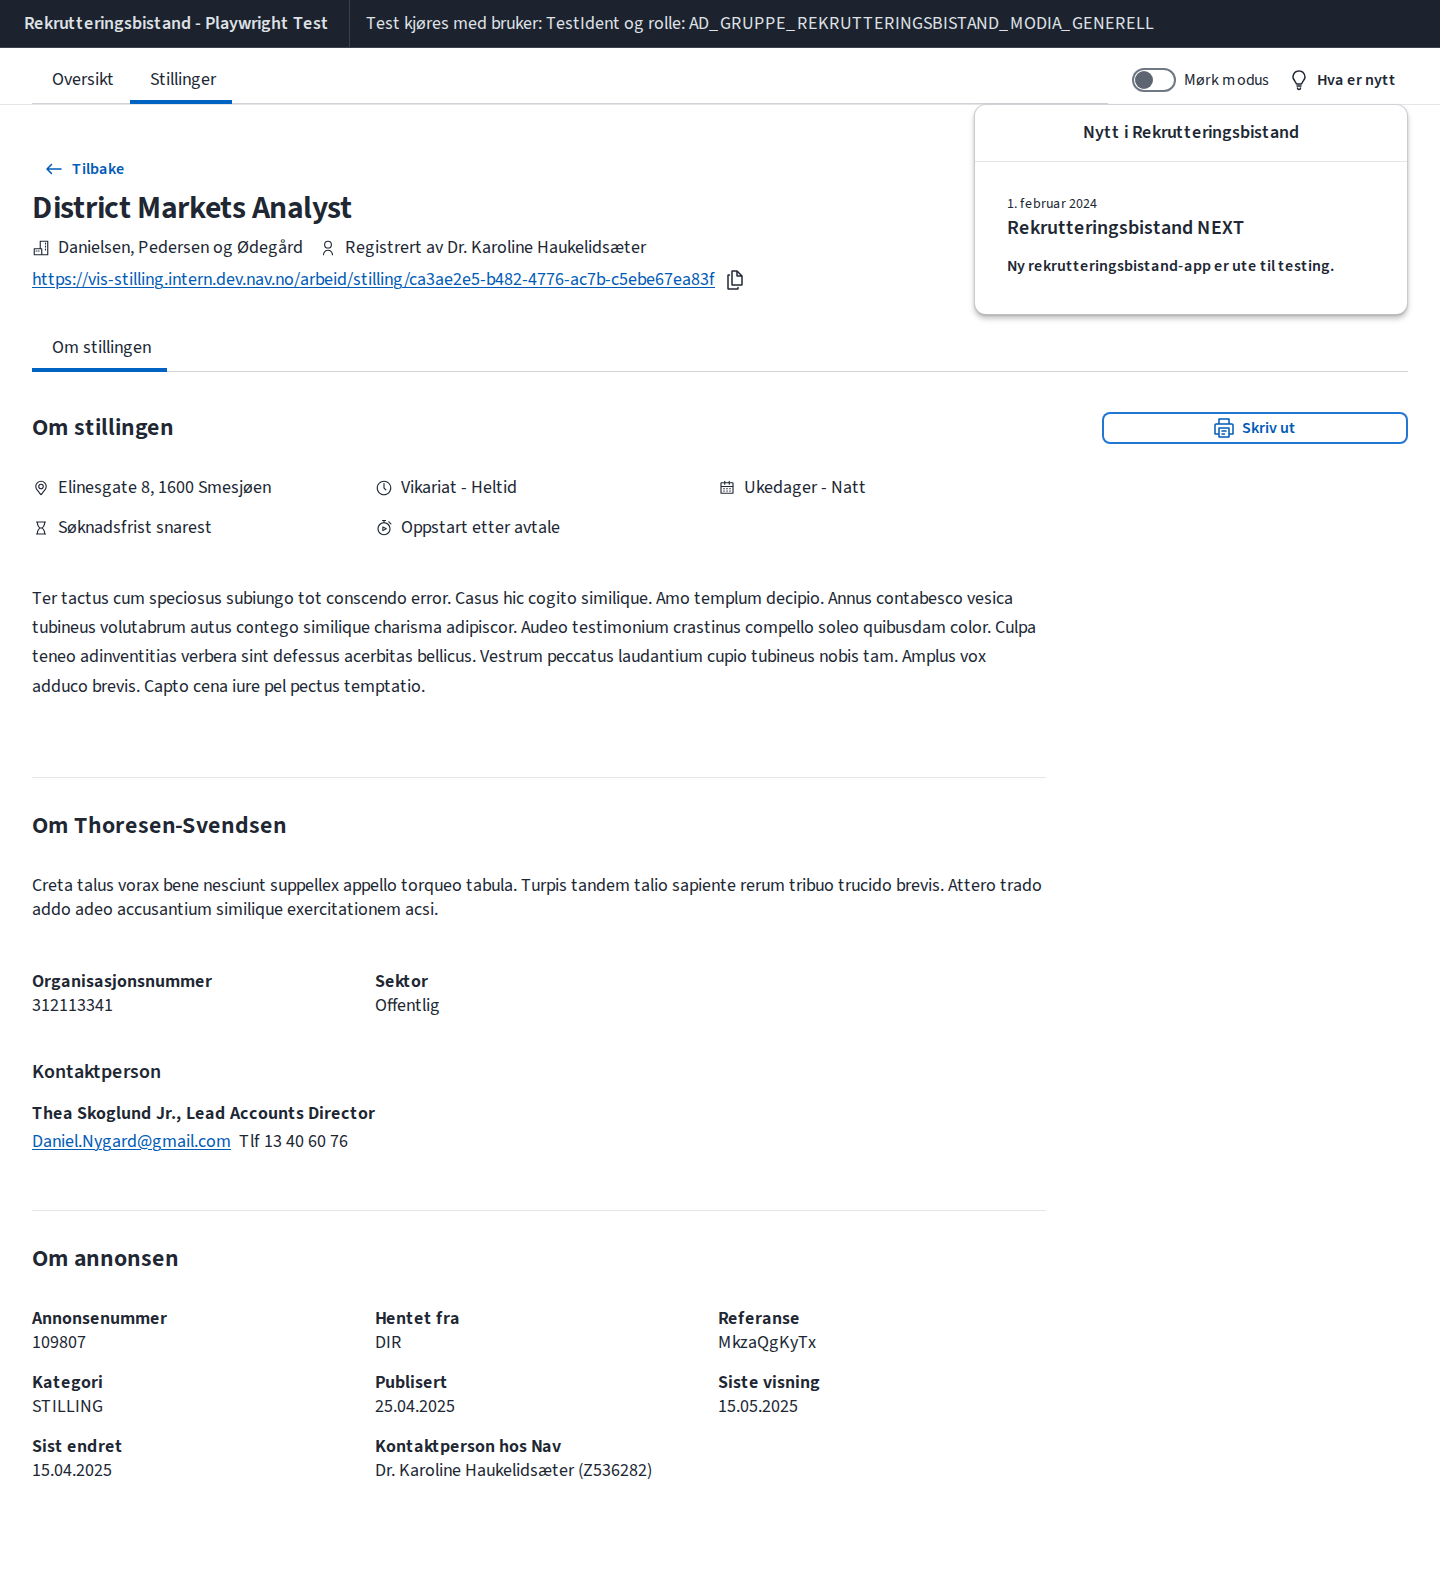 Rekrutteringsbistand - Playwright Test
Test kjøres med bruker: TestIdent og rolle: AD_GRUPPE_REKRUTTERINGSBISTAND_MODIA_GENERELL
Oversikt
Stillinger
Mørk modus
Hva er nytt
Nytt i Rekrutteringsbistand
1. februar 2024
Rekrutteringsbistand NEXT
Ny rekrutteringsbistand-app er ute til testing.
Tilbake
District Markets Analyst
Danielsen, Pedersen og Ødegård
Registrert av Dr. Karoline Haukelidsæter
https://vis-stilling.intern.dev.nav.no/arbeid/stilling/ca3ae2e5-b482-4776-ac7b-c5ebe67ea83f
Om stillingen
Om stillingen
Skriv ut
Elinesgate 8, 1600 Smesjøen
Vikariat - Heltid
Ukedager - Natt
Søknadsfrist snarest
Oppstart etter avtale
Ter tactus cum speciosus subiungo tot conscendo error. Casus hic cogito similique. Amo templum decipio. Annus contabesco vesica
tubineus volutabrum autus contego similique charisma adipiscor. Audeo testimonium crastinus compello soleo quibusdam color. Culpa
teneo adinventitias verbera sint defessus acerbitas bellicus. Vestrum peccatus laudantium cupio tubineus nobis tam. Amplus vox
adduco brevis. Capto cena iure pel pectus temptatio.
Om Thoresen-Svendsen
Creta talus vorax bene nesciunt suppellex appello torqueo tabula. Turpis tandem talio sapiente rerum tribuo trucido brevis. Attero trado
addo adeo accusantium similique exercitationem acsi.
Organisasjonsnummer
312113341
Sektor
Offentlig
Kontaktperson
Thea Skoglund Jr., Lead Accounts Director
Daniel.Nygard@gmail.com Tlf 13 40 60 76
Om annonsen
Annonsenummer
109807
Hentet fra
DIR
Referanse
MkzaQgKyTx
Kategori
STILLING
Publisert
25.04.2025
Siste visning
15.05.2025
Sist endret
15.04.2025
Kontaktperson hos Nav
Dr. Karoline Haukelidsæter (Z536282)